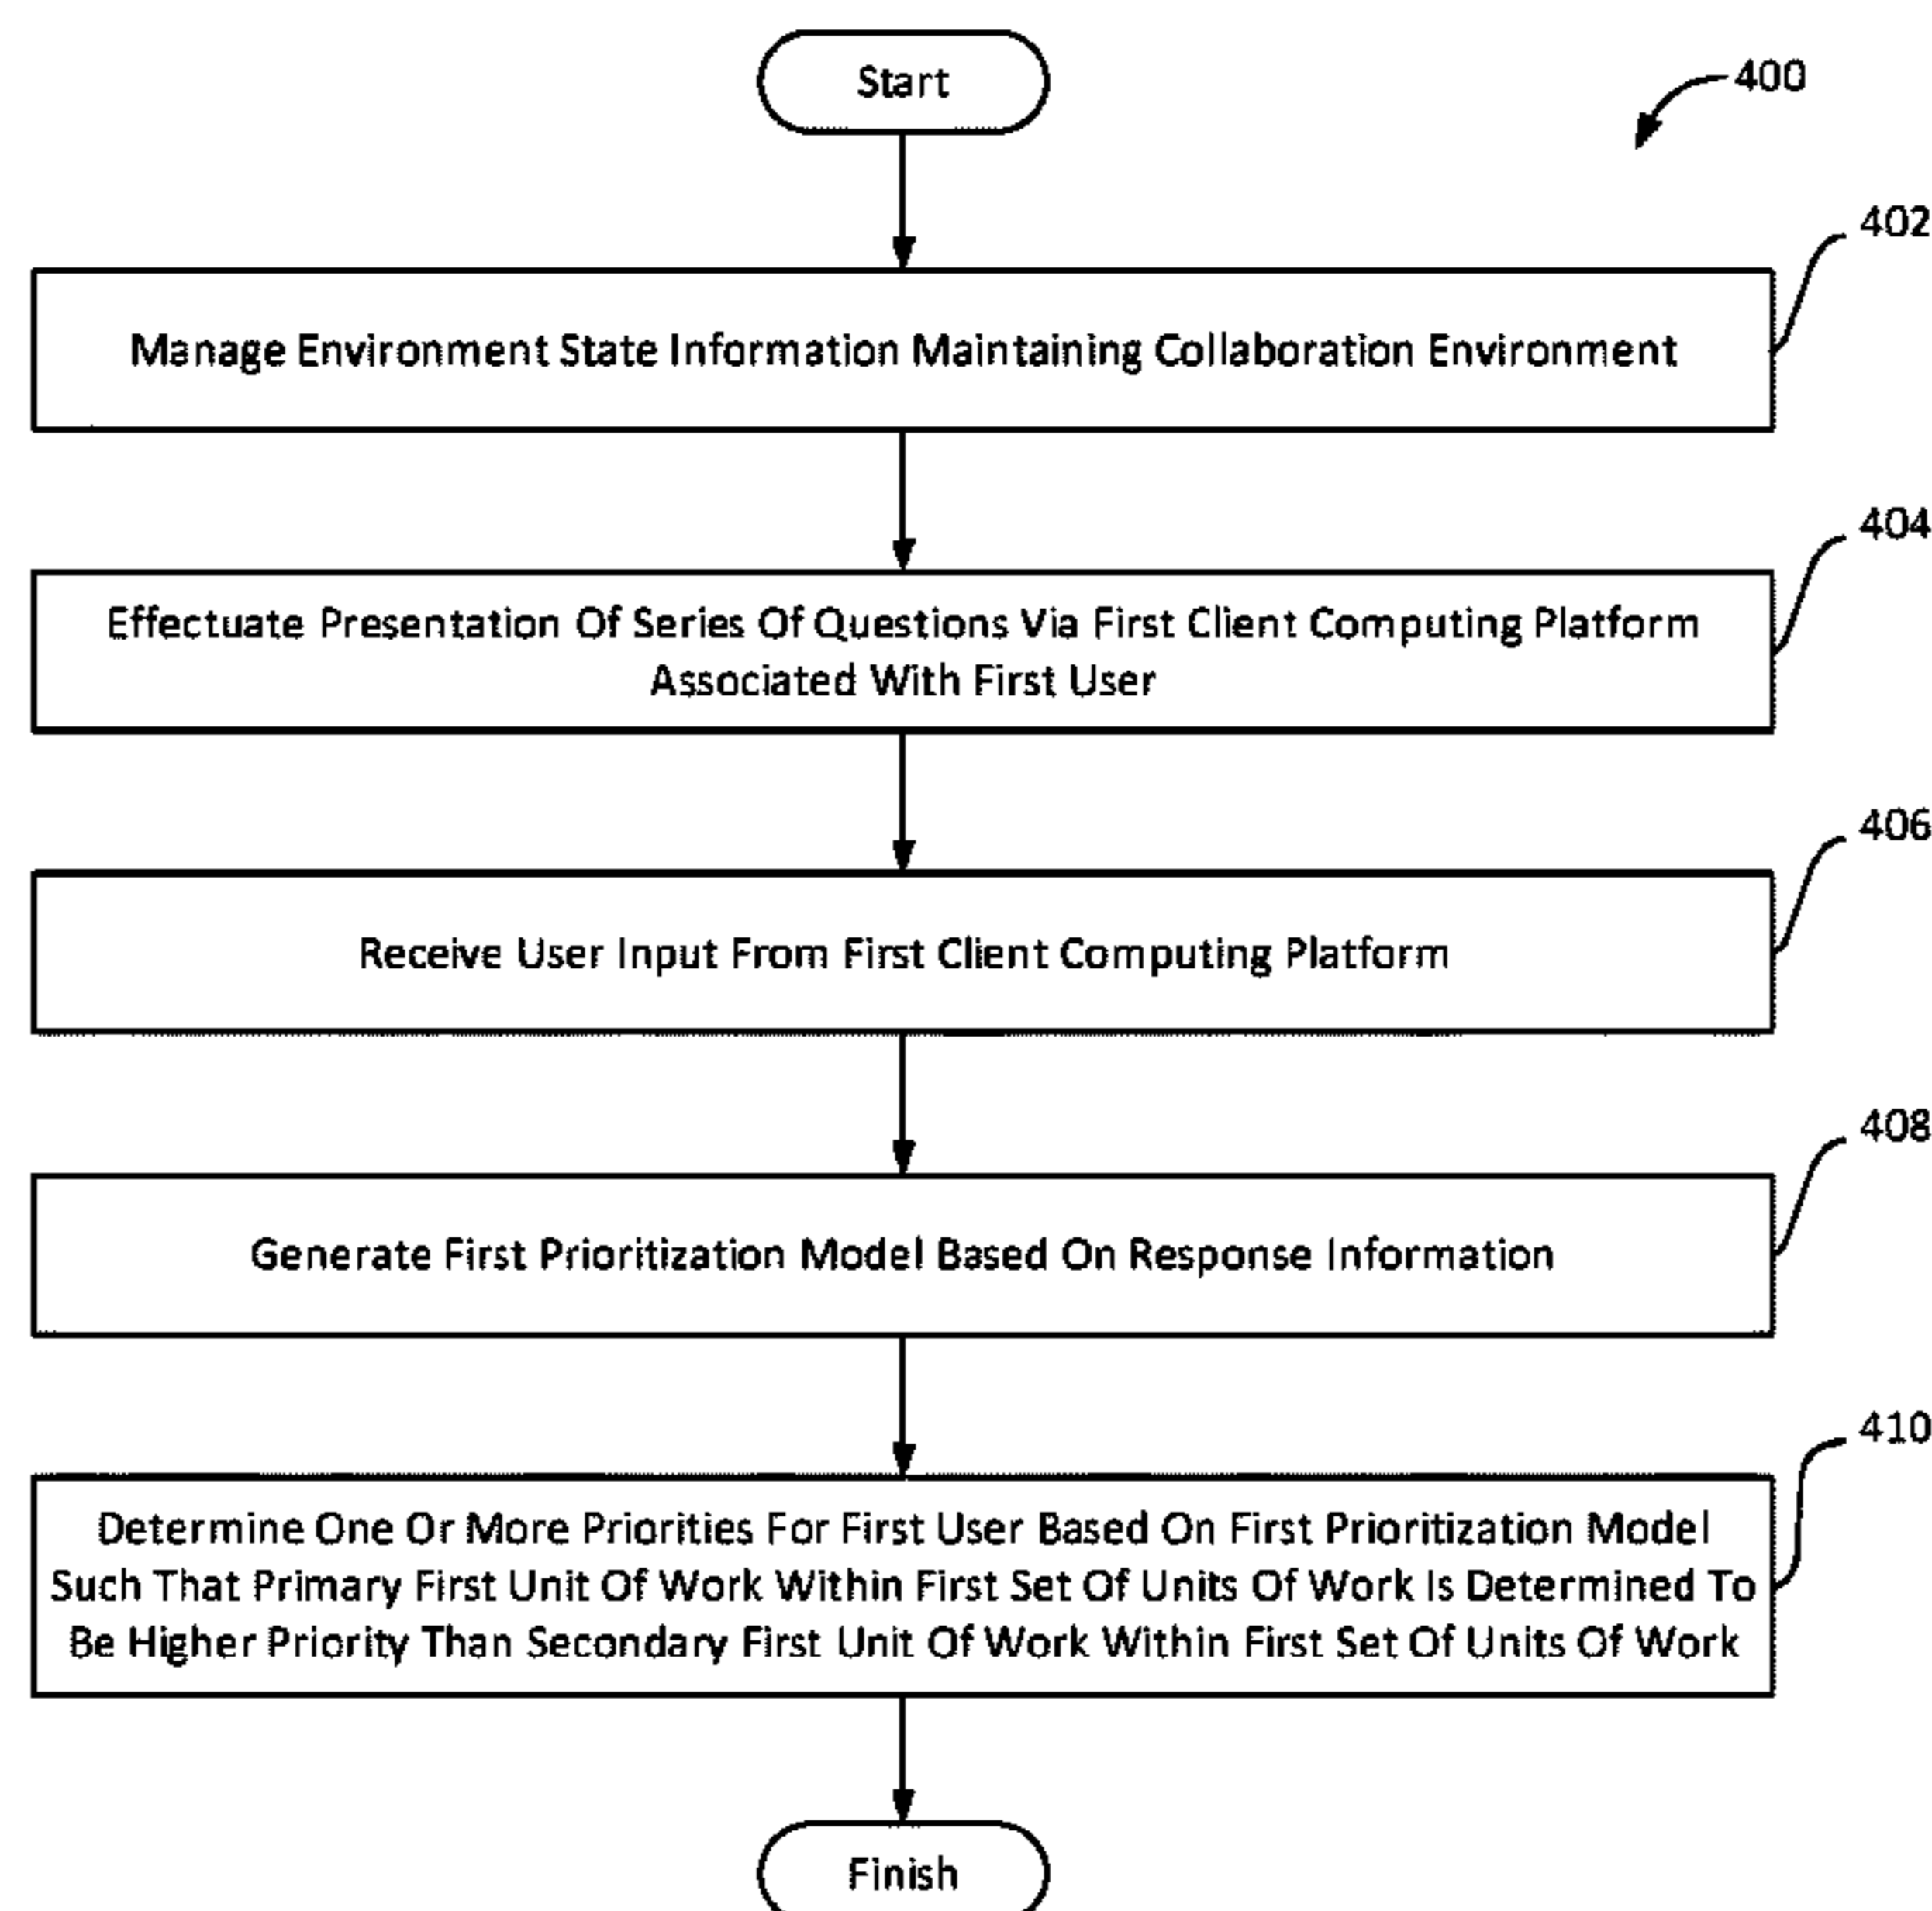 Start
400
402
Manage Environment State Information Maintaining Collaboration Environment
404
Effectuate Presentation Of Series Of Questions Via First Client Computing Platform
Associated With First User
406
Receive User Input From First Client Computing Platform
408
Generate First Prioritization Model Based On Response Information
410
Determine One Or More Priorities For First User Based On First Prioritization Model
Such That Primary First Unit Of Work Within First Set Of Units Of Work Is Determined To
Be Higher Priority Than Secondary First Unit Of Work Within First Set Of Units Of Work
Finish